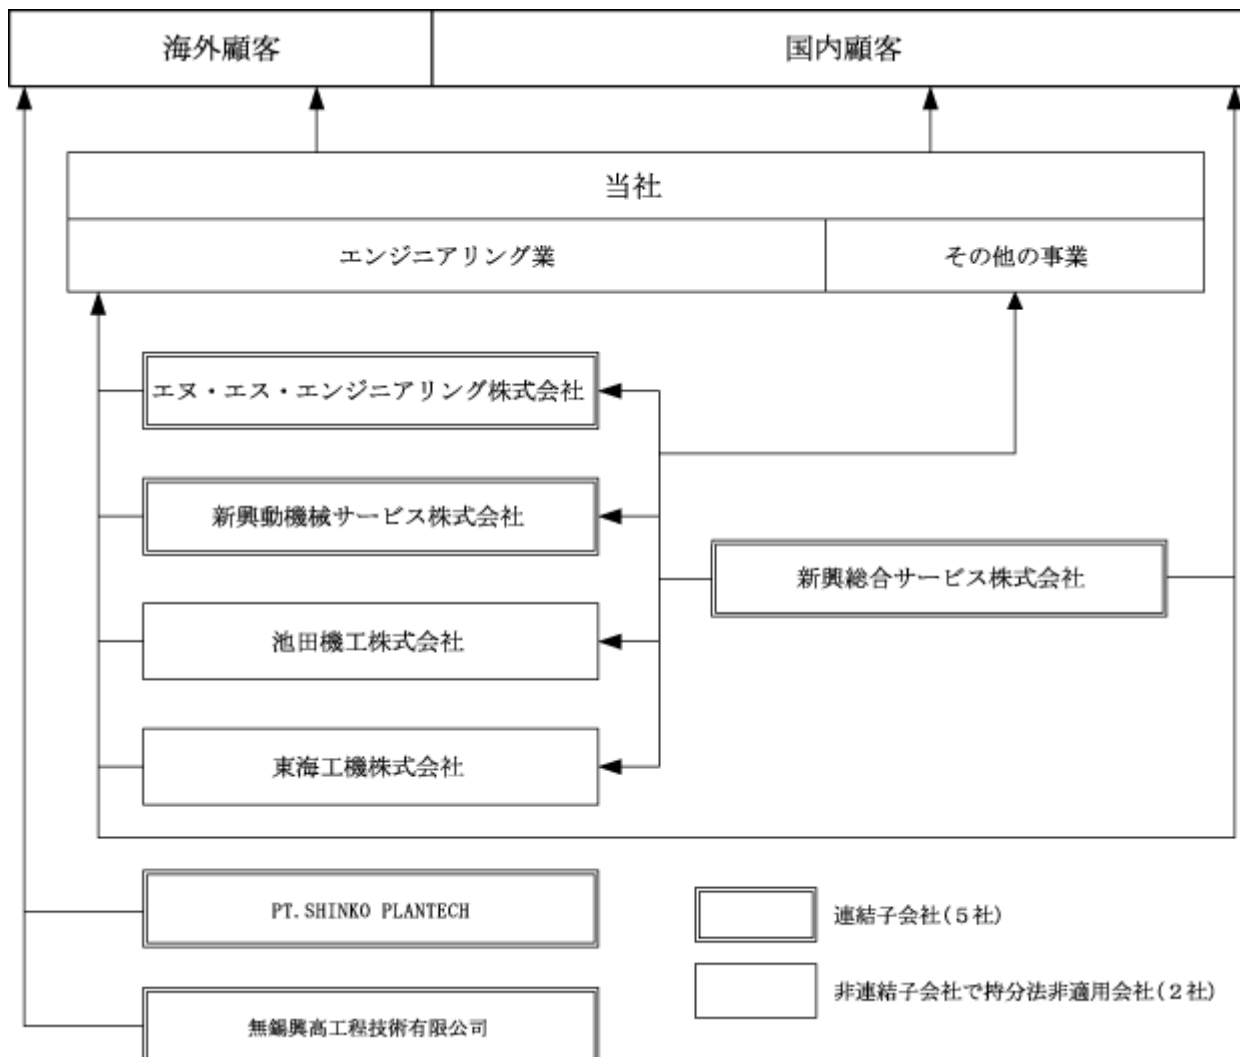 海外顧客
国内顧客
当社
エンジニアリング業
その他の事業
エヌ・エス・エンジニアリング株式会社
新興動機械サービス株式会社
新興総合サービス株式会社
池田機工株式会社
東海工機株式会社
PT.SHINKO PLANTECH
連結子会社(5社)
非連結子会社で持分法非適用会社(2社)
無錫興高工程技術有限公司